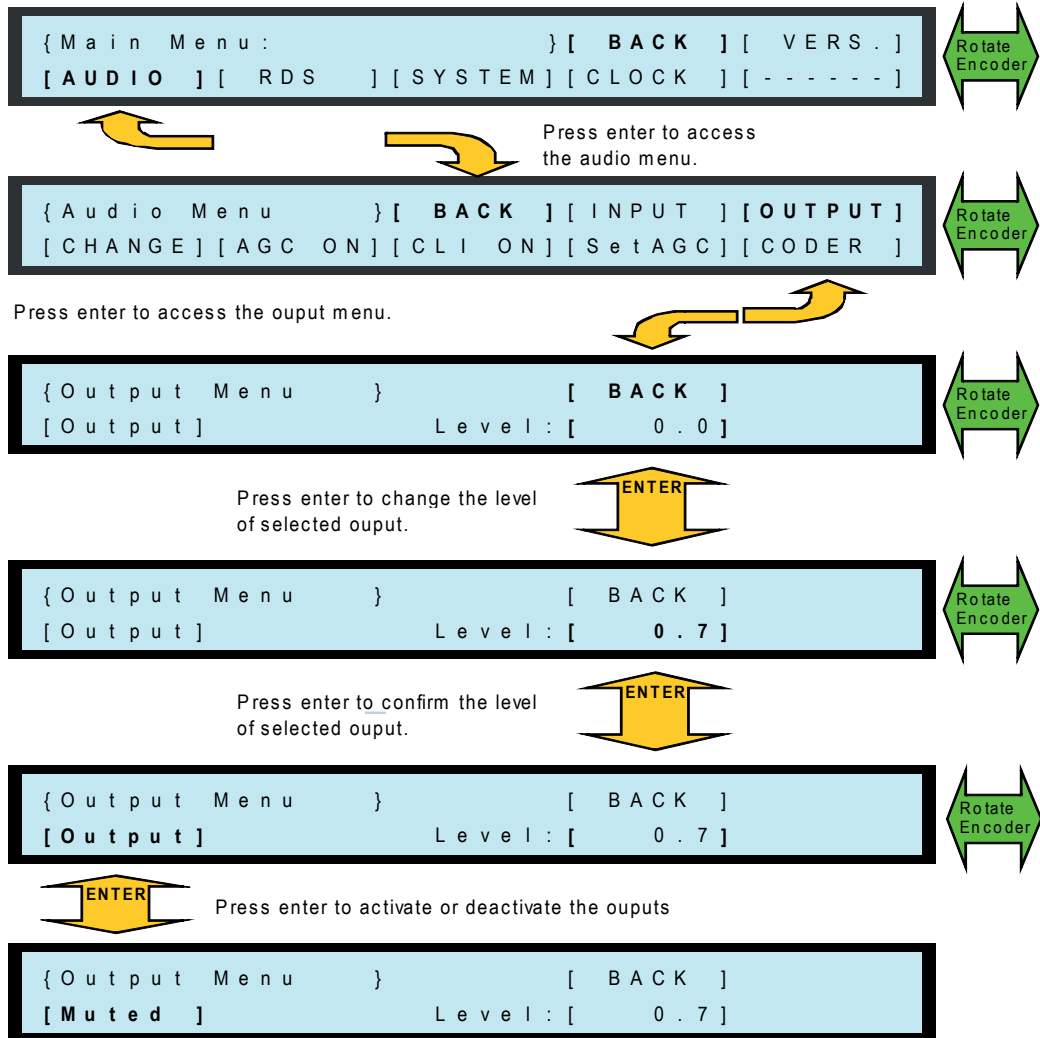 {Main Menu: }[ BACK ][ VERS.]
[AUDIO ][ RDS ][SYSTEM][CLOCK ][------]
Rotate
Encoder
Press enter to access
the audio menu.
{Audio Menu }[ BACK ][INPUT ][OUTPUT]
[CHANGE][AGC ON][CLI ON][SetAGC][CODER ]
Rotate
Encoder
Press enter to access the ouput menu.
{Output Menu } [ BACK ]
[Output] Level:[ 0.0]
Rotate
Encoder
Press enter to change the level
of selected ouput.
ENTER
{Output Menu } [ BACK ]
[Output] Level:[ 0.7]
Rotate
Encoder
Press enter to confirm the level
of selected ouput.
ENTER
{Output Menu } [ BACK ]
[Output] Level:[ 0.7]
Rotate
Encoder
ENTER
Press enter to activate or deactivate the ouputs
{Output Menu } [ BACK ]
[Muted ] Level:[ 0.7]